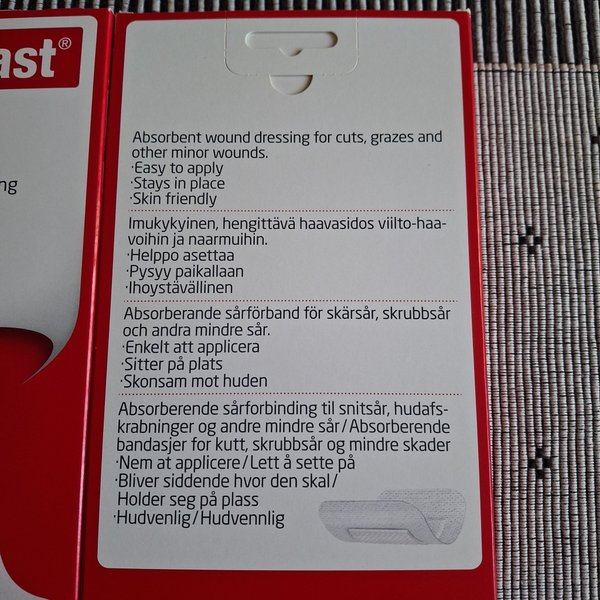 ast®
ng
Absorbent wound dressing for cuts, grazes and
other minor wounds.
·Easy to apply
·Stays in place
·Skin friendly
Imukykyinen, hengittävä haavasidos viilto-haa-
voihin ja naarmuihin.
·Helppo asettaa
·Pysyy paikallaan
·Ihoystävällinen
Absorberande sårförband för skärsår, skrubbsår
och andra mindre sår.
·Enkelt att applicera
·Sitter på plats
·Skonsam mot huden
Absorberende sårforbinding til snitsår, hudafs-
krabninger og andre mindre sår/Absorberende
bandasjer for kutt, skrubbsår og mindre skader
·Nem at applicere/Lett å sette på
·Bliver siddende hvor den skal/
Holder seg på plass
·Hudvenlig/Hudvennlig